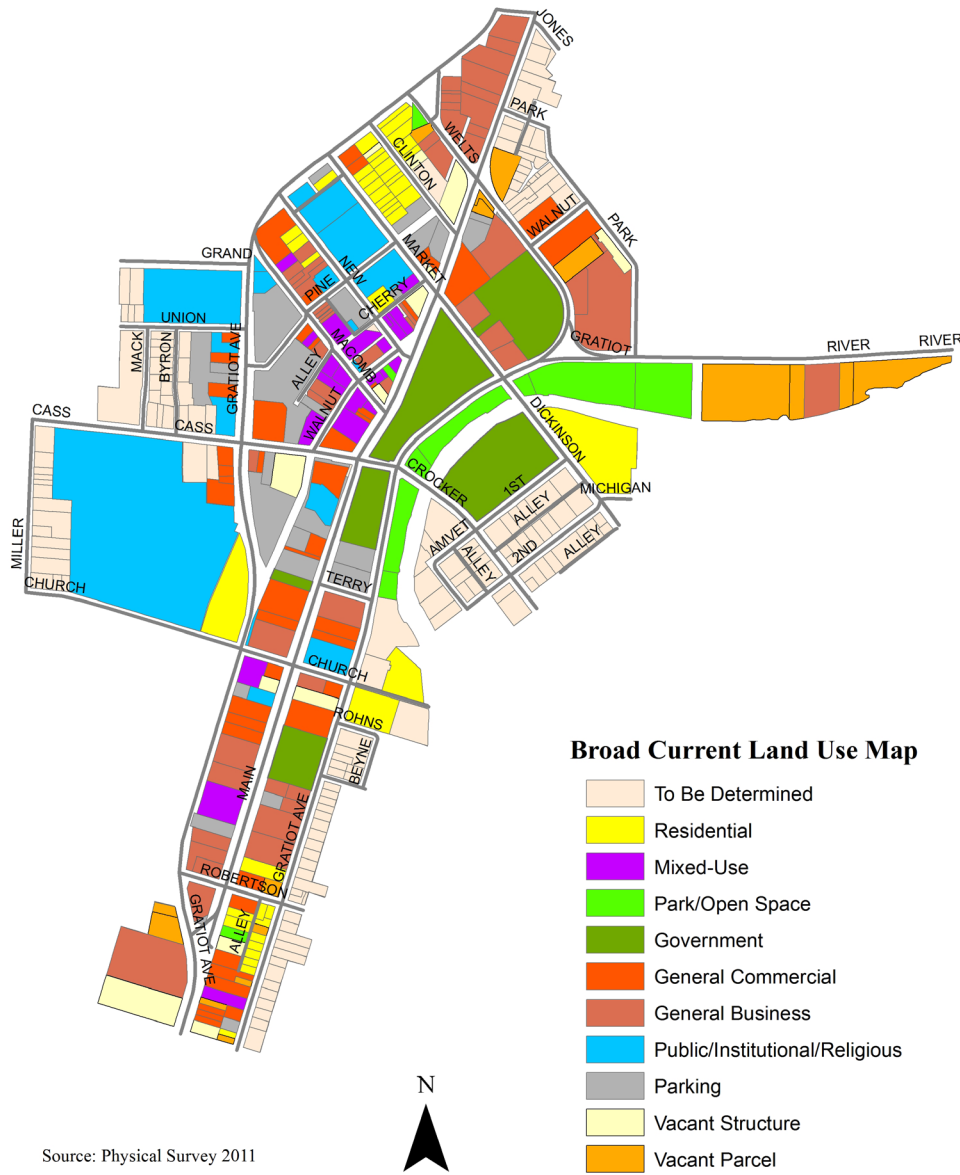 JONES
PARK
WELTS
CLINTON
WALNUT
PARK
MARKET
GRAND
NEW
PINE
CHERRY
UNION
MACOMB
GRATIOT
RIVER
RIVER
MACK
BYRON
GRATIOT AVE
ALLEY
WALNUT
CASS
CASS
DICKINSON
CROCKER
1ST
MICHIGAN
ALLEY
MILLER
AMVET
2ND
ALLEY
ALLEY
TERRY
CHURCH
CHURCH
ROHNS
BEYNE
MAIN
GRATIOT AVE
ROBERTSON
GRATIOT AVE
ALLEY
Broad Current Land Use Map
To Be Determined
Residential
Mixed-Use
Park/Open Space
Government
General Commercial
General Business
Public/Institutional/Religious
Parking
Vacant Structure
Vacant Parcel
N
Source: Physical Survey 2011